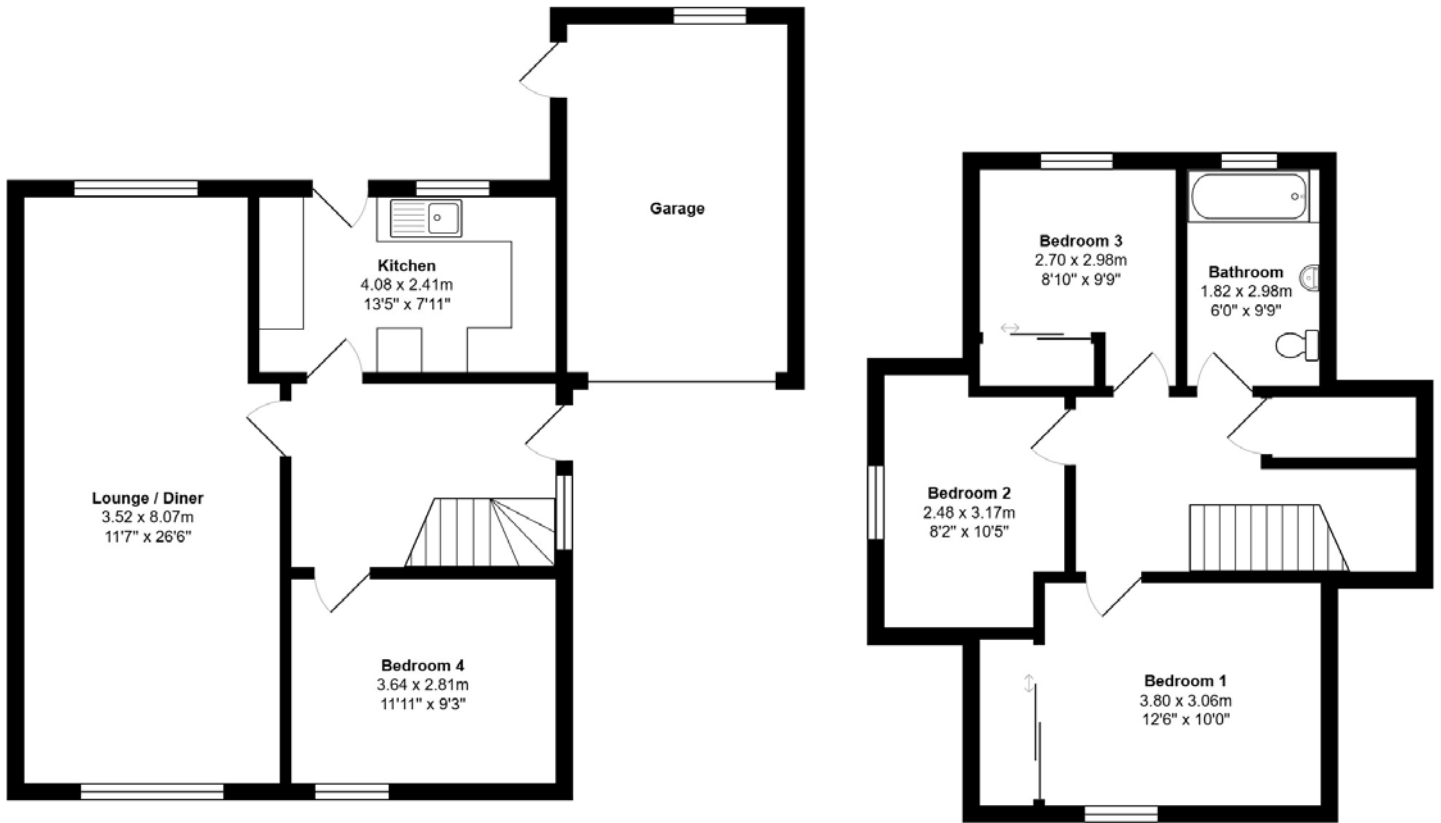 Garage
Kitchen
4.08 x 2.41m
13'5" x 7'11"
Lounge / Diner
3.52 x 8.07m
11'7" x 26'6"
Bedroom 4
3.64 x 2.81m
11'11" x 9'3"
Bedroom 3
2.70 x 2.98m
8'10" x 9'9"
Bathroom
1.82 x 2.98m
6'0" x 9'9"
Bedroom 2
2.48 x 3.17m
8'2" x 10'5"
Bedroom 1
3.80 x 3.06m
12'6" x 10'0"